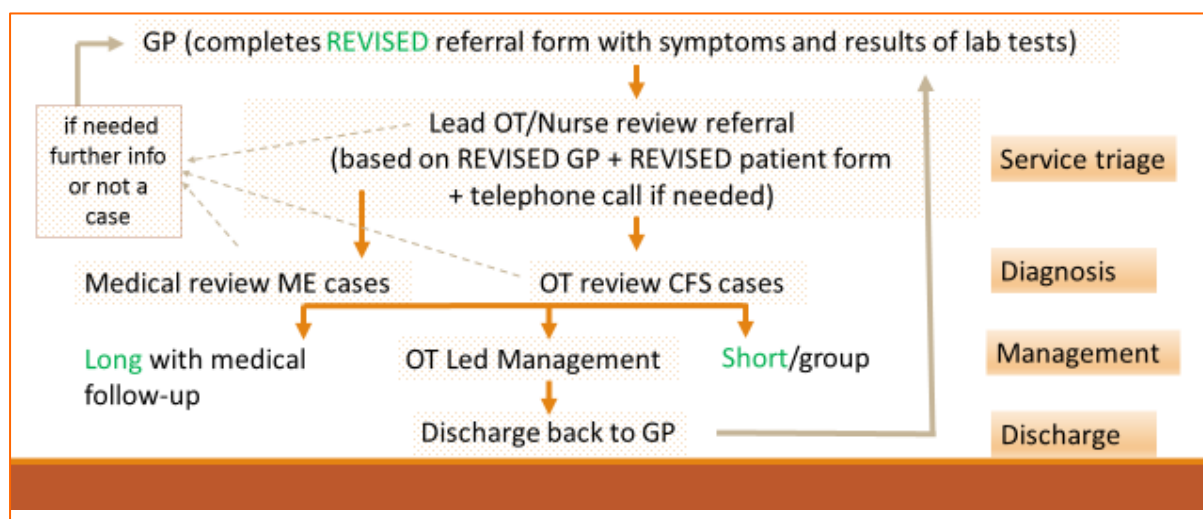 GP (completes REVISED referral form with symptoms and results of lab tests)
if needed
further info
or not a
case
Lead OT/Nurse review referral
(based on REVISED GP + REVISED patient form
+ telephone call if needed)
Service triage
Medical review ME cases
OT review CFS cases
Diagnosis
Long with medical
follow-up
OT Led Management
Short/group
Management
Discharge back to GP
Discharge